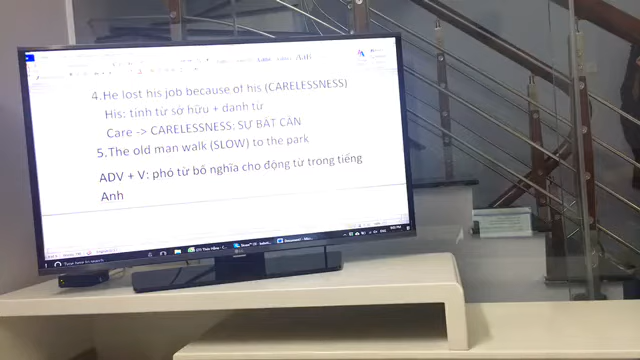 4.He lost his job because of his (CARELESSNESS)
His: tính từ sở hữu + danh từ
Care -> CARELESSNESS: SỰ BẤT CẨN
5.The old man walk (SLOW) to the park
ADV + V: phó từ bổ nghĩa cho động từ trong tiếng
Anh